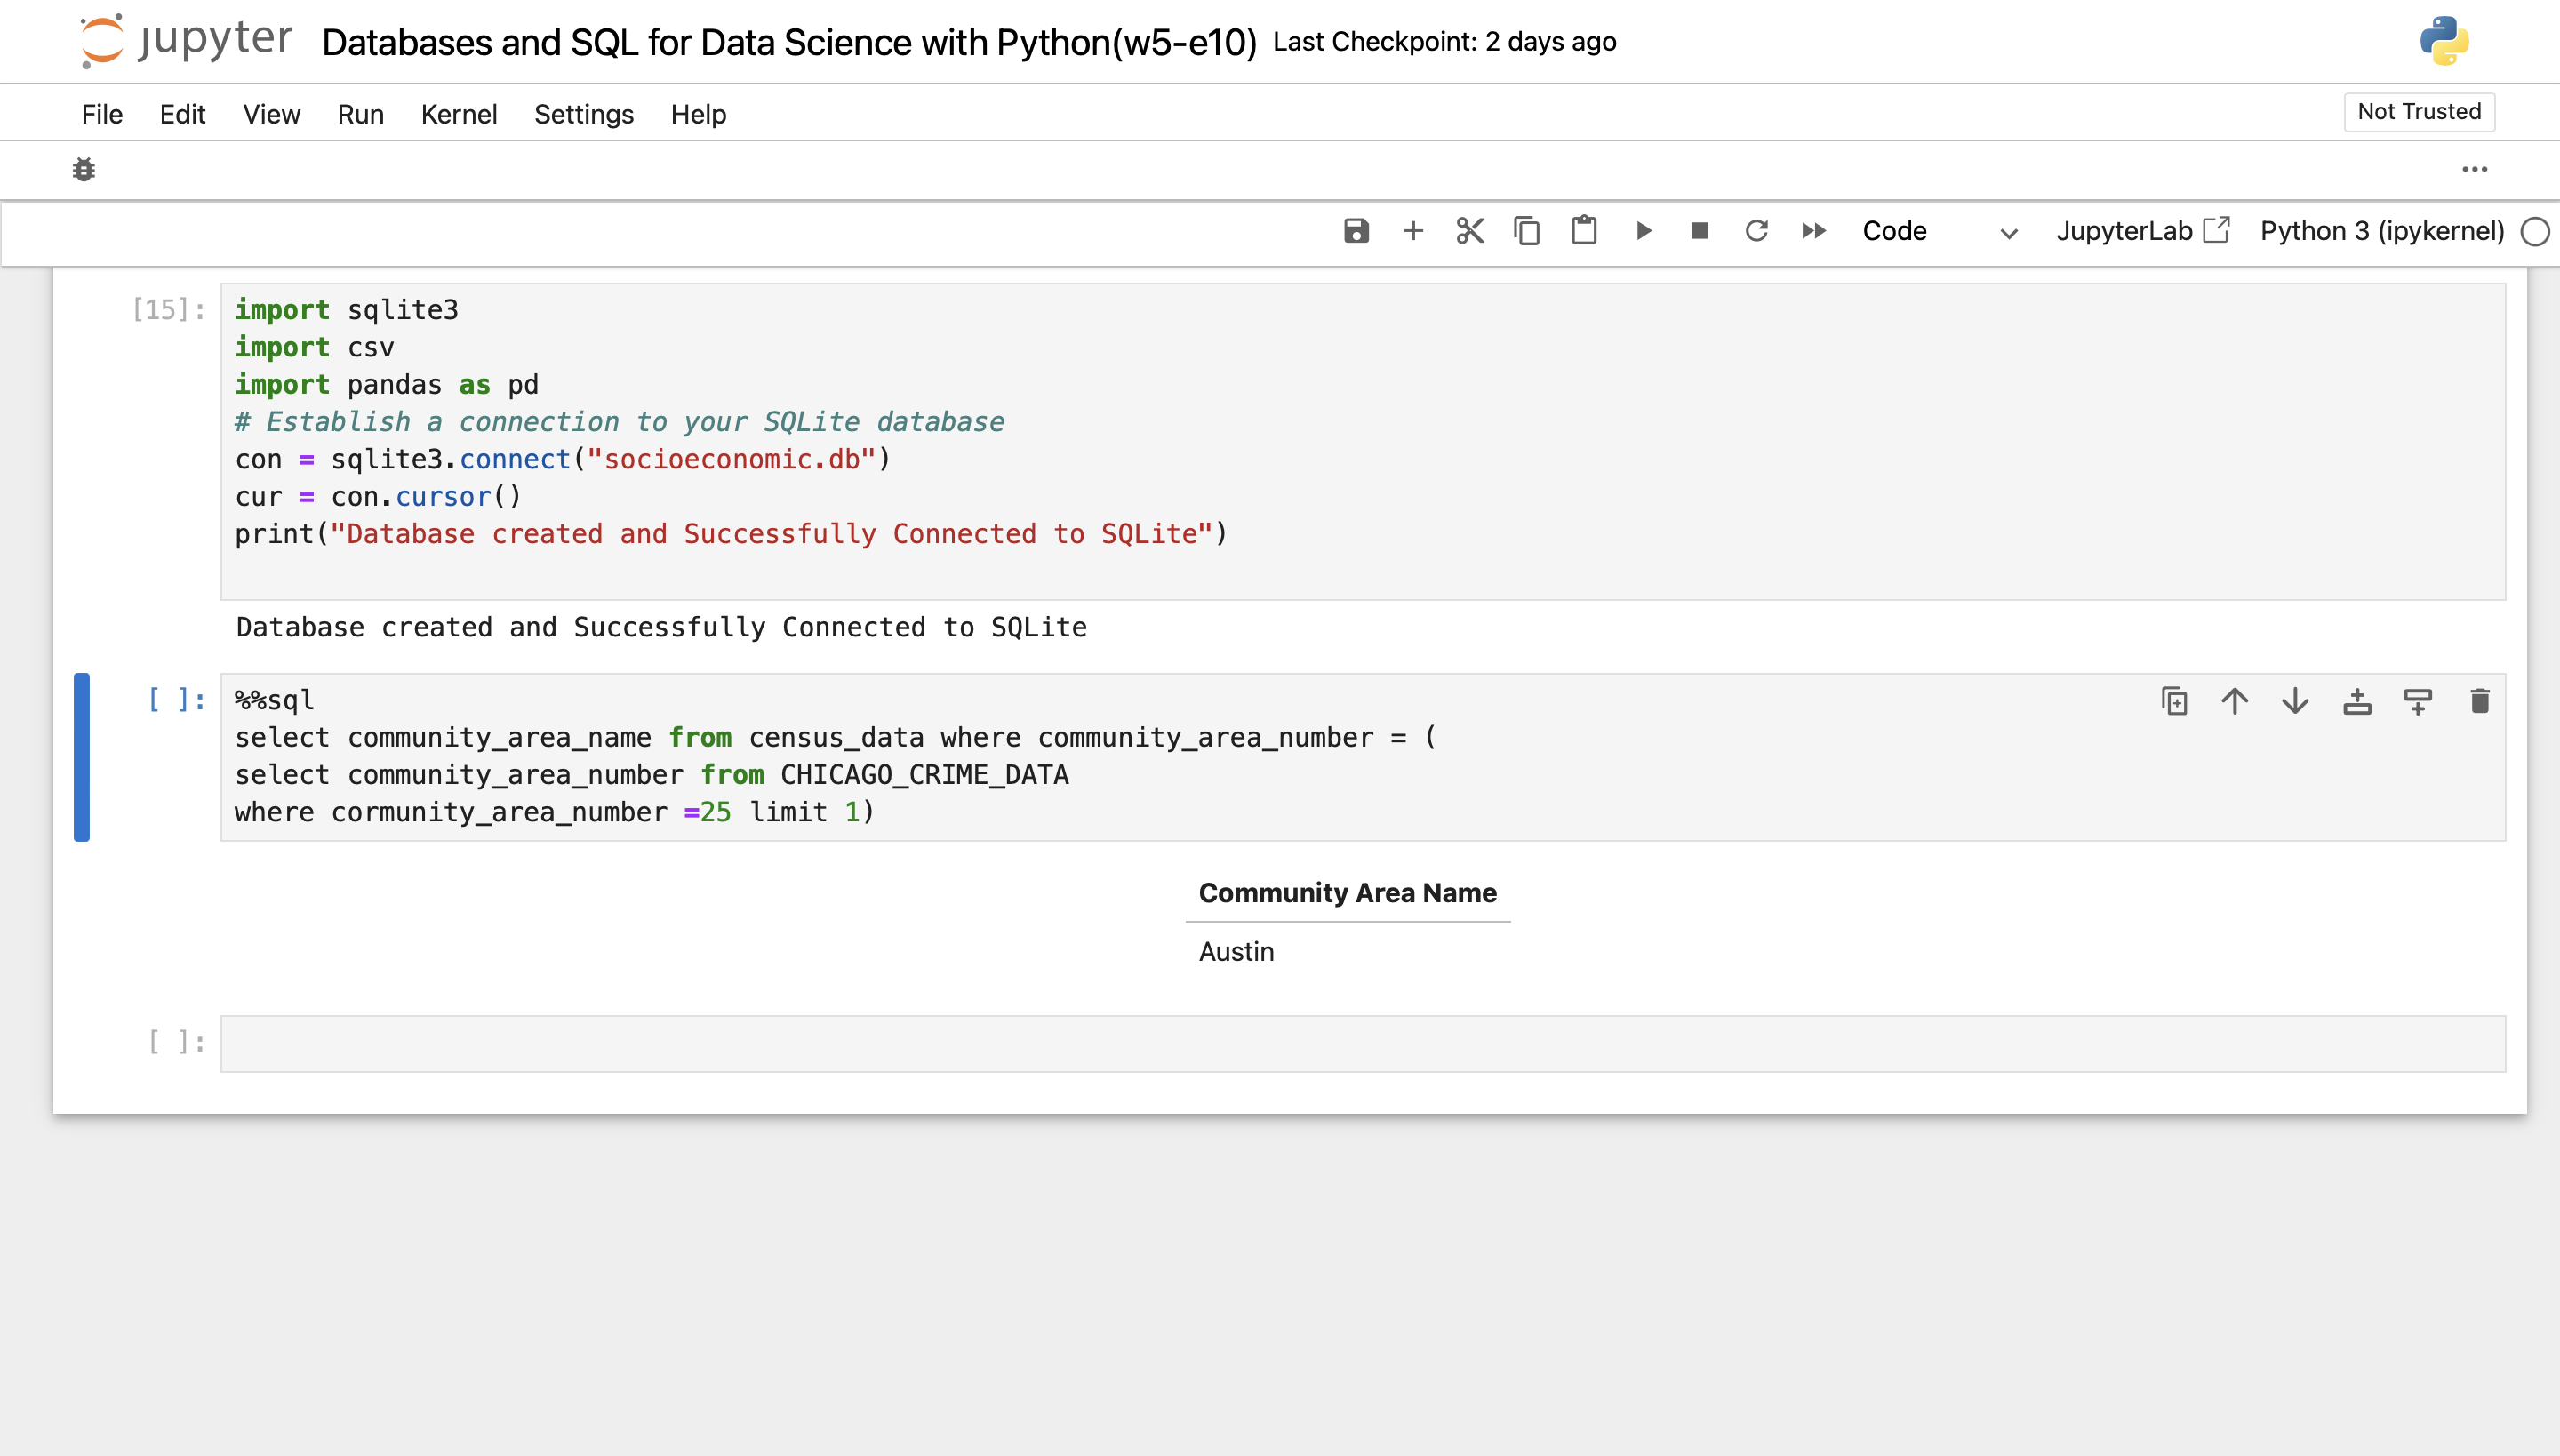 jupyter Databases and SQL for Data Science with Python(w5-e10) Last Checkpoint: 2 days ago
File Edit View Run Kernel Settings Help Not Trusted
Code JupyterLab Python 3 (ipykernel)
[15]: import sqlite3
import csv
import pandas as pd
# Establish a connection to your SQLite database
con = sqlite3.connect("socioeconomic.db")
cur = con.cursor()
print("Database created and Successfully Connected to SQLite")
Database created and Successfully Connected to SQLite
[ ]: %%sql
select community_area_name from census_data where community_area_number = (
select community_area_number from CHICAGO_CRIME_DATA
where cormunity_area_number =25 limit 1)
Community Area Name
Austin
[ ]: